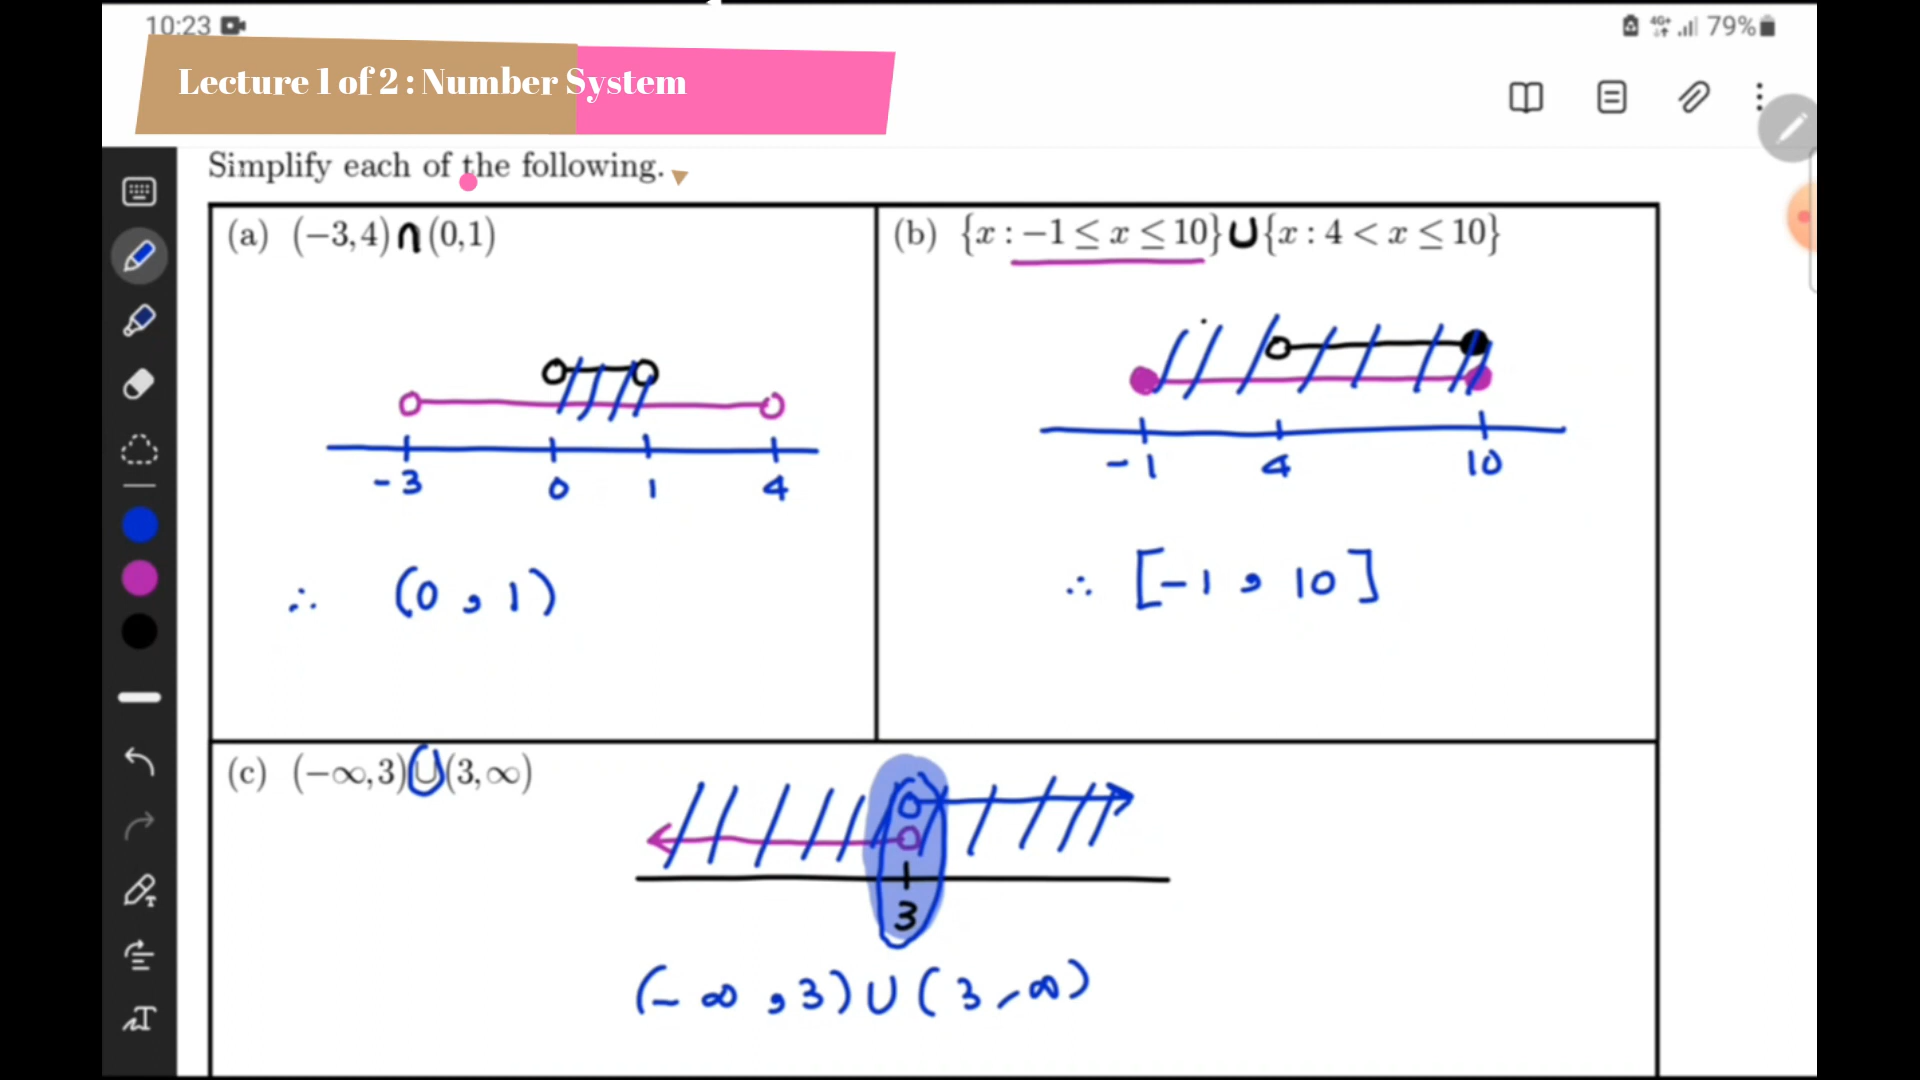 10:23
4G+ 79%
Lecture 1 of 2 : Number System
Simplify each of the following.
(a) (−3, 4) ∩ (0, 1)
-3 0 1 4
∴ (0 , 1)
(b) {x : −1 ≤ x ≤ 10} ∪ {x : 4 < x ≤ 10}
-1 4 10
∴ [-1 , 10]
(c) (−∞, 3) ∪ (3, ∞)
3
(-∞ , 3) ∪ (3 , ∞)